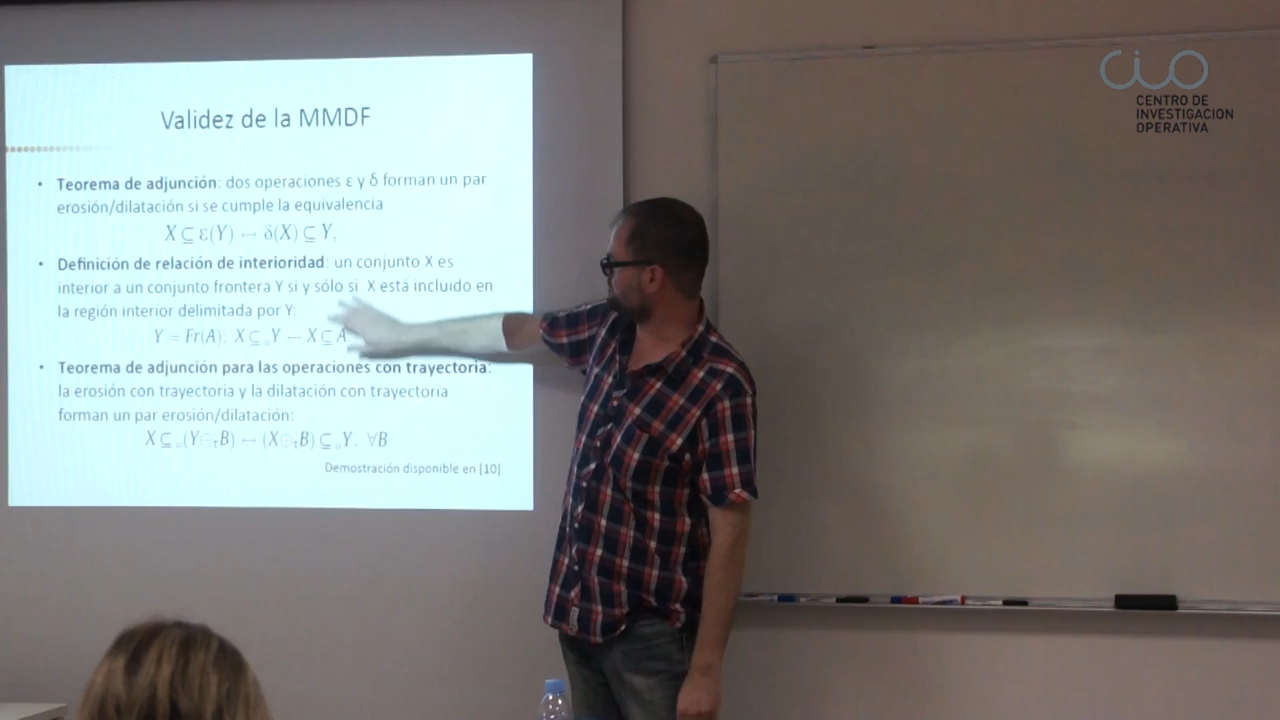 Validez de la MMDF
• Teorema de adjunción: dos operaciones ε y δ forman un par
erosión/dilatación si se cumple la equivalencia
X ⊆ ε(Y) ↔ δ(X) ⊆ Y,
• Definición de relación de interioridad: un conjunto X es
interior a un conjunto frontera Y si y sólo si X está incluido en
la región interior delimitada por Y:
Y = Fr(A); X ⊆∘ Y ↔ X ⊆ A
• Teorema de adjunción para las operaciones con trayectoria:
la erosión con trayectoria y la dilatación con trayectoria
forman un par erosión/dilatación:
X ⊆∘ (Y⊖τB) ↔ (X⊕τB) ⊆∘ Y, ∀B
Demostración disponible en [10]
cio
CENTRO DE
INVESTIGACION
OPERATIVA